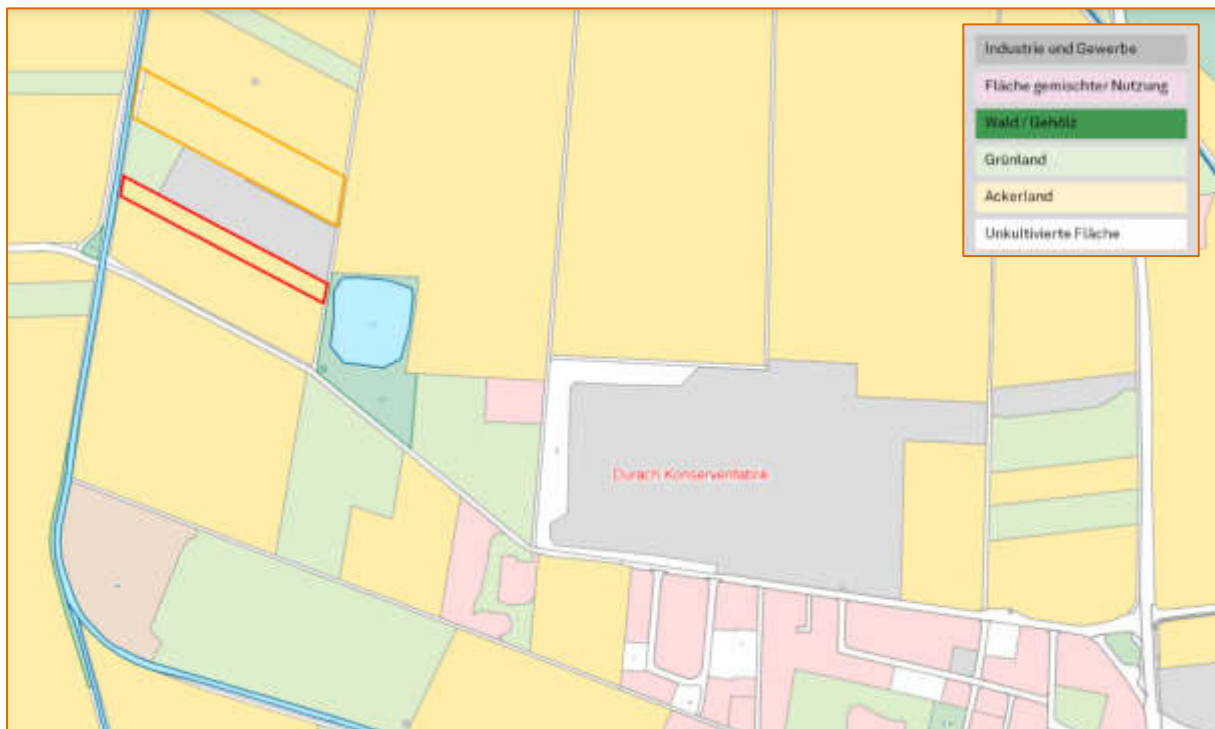 Industrie und Gewerbe
Fläche gemischter Nutzung
Wald / Gehölz
Grünland
Ackerland
Unkultivierte Fläche
Durach Konservenfabrik